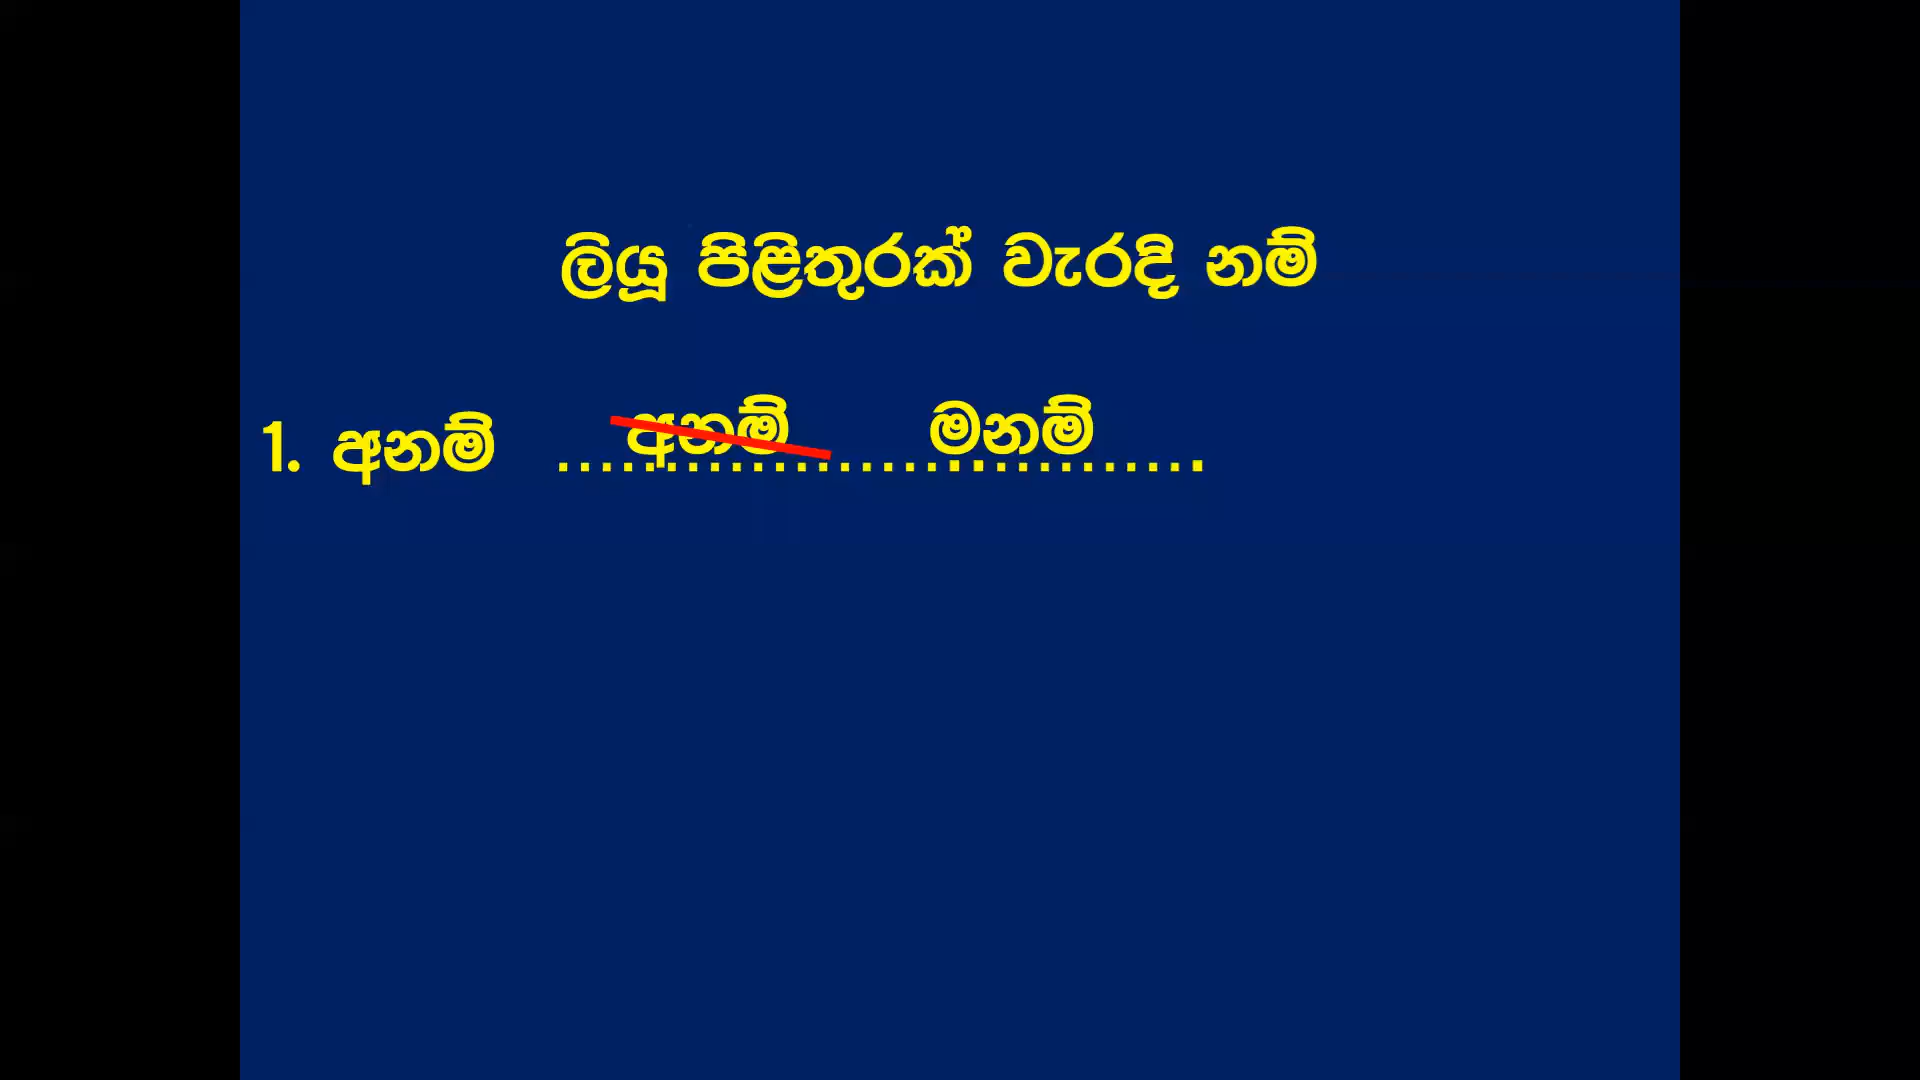 ලියූ පිළිතුරක් වැරදි නම්
1. අනම් අනම් මනම්
..............................